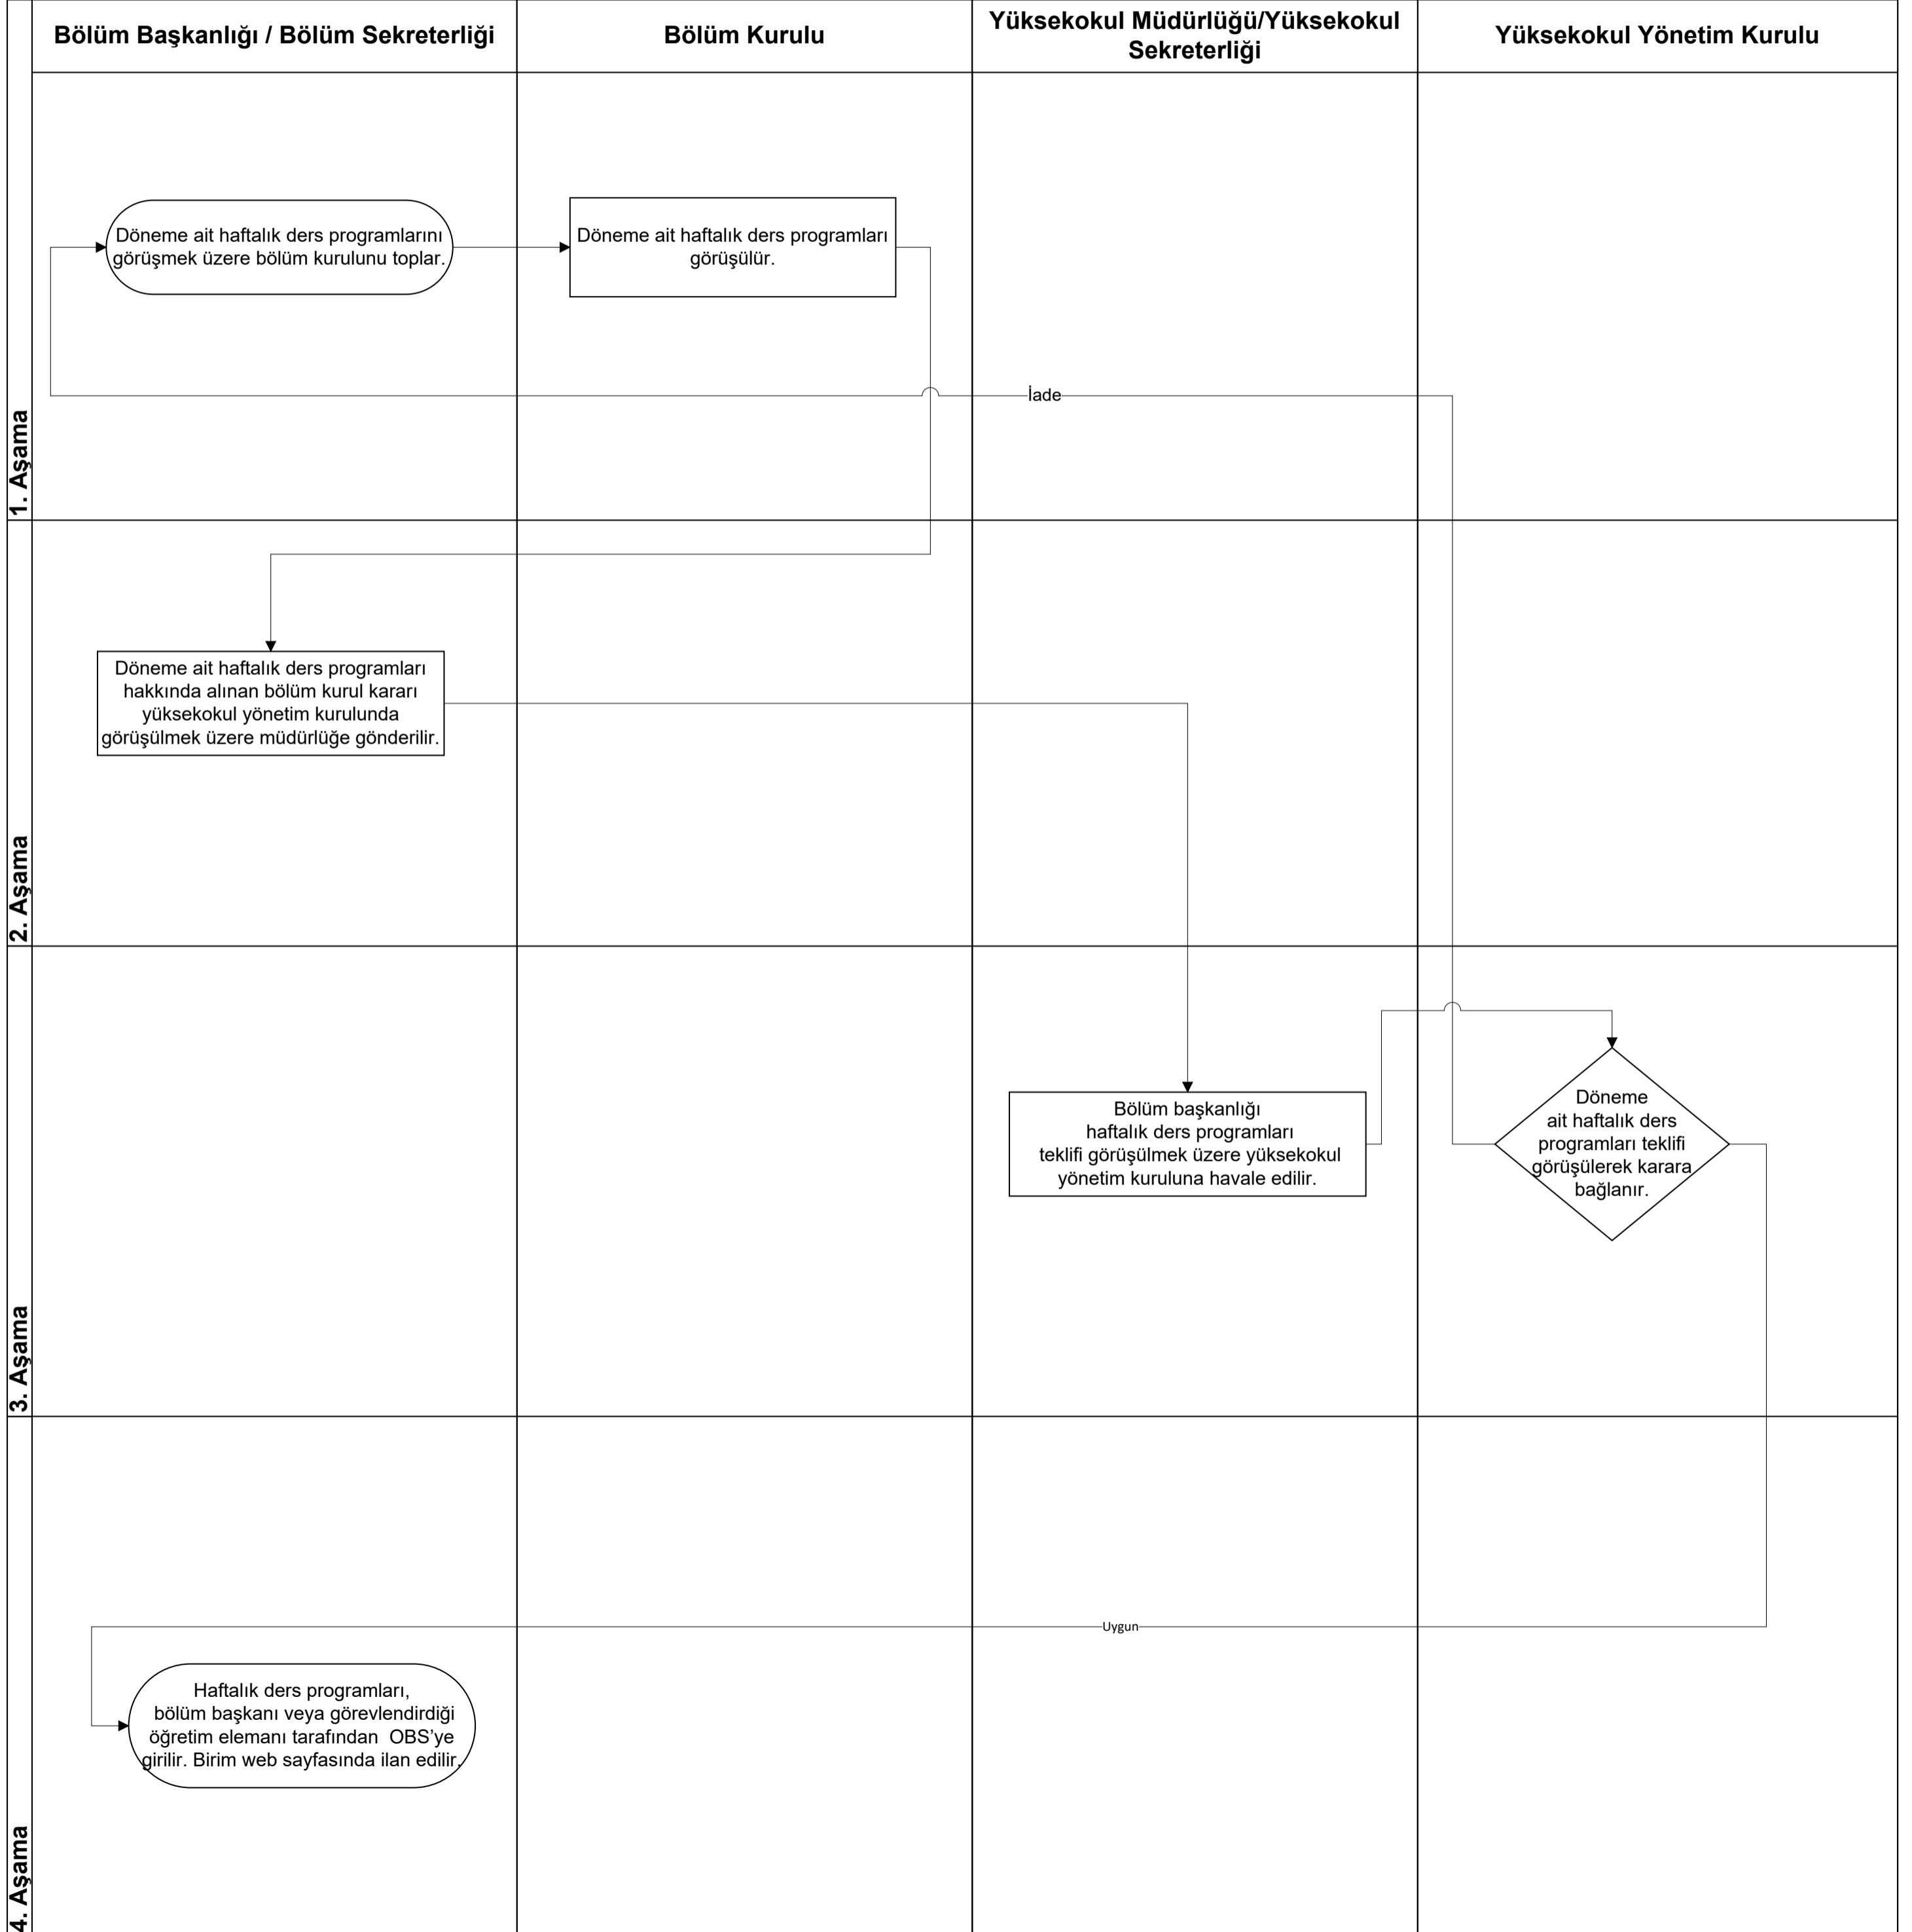 Bölüm Başkanlığı / Bölüm Sekreterliği
Bölüm Kurulu
Yüksekokul Müdürlüğü/Yüksekokul
Sekreterliği
Yüksekokul Yönetim Kurulu
1. Aşama
Döneme ait haftalık ders programlarını
görüşmek üzere bölüm kurulunu toplar.
Döneme ait haftalık ders programları
görüşülür.
İade
2. Aşama
Döneme ait haftalık ders programları
hakkında alınan bölüm kurul kararı
yüksekokul yönetim kurulunda
görüşülmek üzere müdürlüğe gönderilir.
3. Aşama
Bölüm başkanlığı
haftalık ders programları
teklifi görüşülmek üzere yüksekokul
yönetim kuruluna havale edilir.
Döneme
ait haftalık ders
programları teklifi
görüşülerek karara
bağlanır.
4. Aşama
Uygun
Haftalık ders programları,
bölüm başkanı veya görevlendirdiği
öğretim elemanı tarafından  OBS’ye
girilir. Birim web sayfasında ilan edilir.